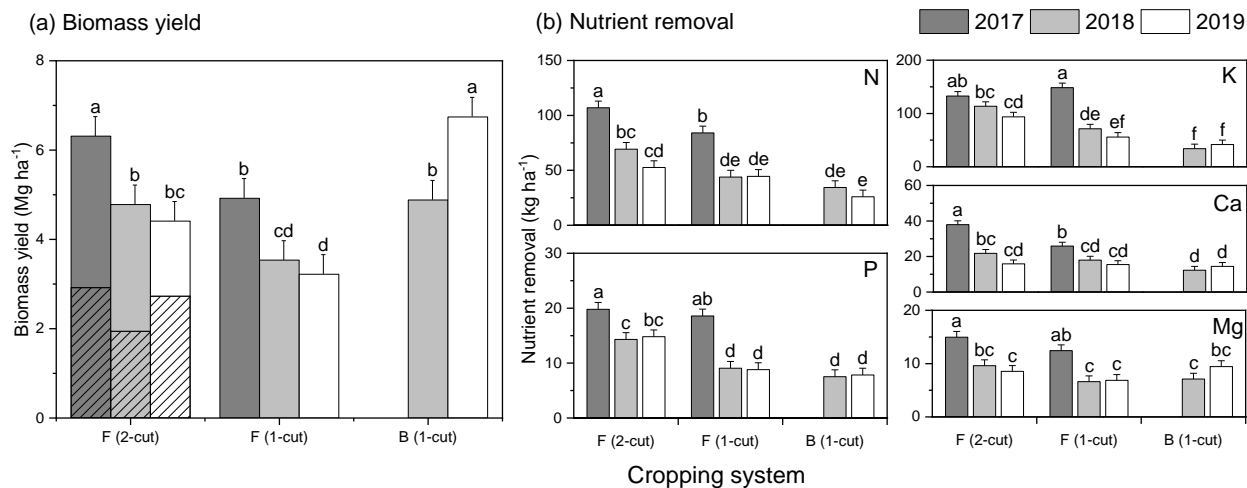 (a) Biomass yield
(b) Nutrient removal
2017 2018 2019
Biomass yield (Mg ha⁻¹)
8
6
4
2
0
a
b
bc
b
cd
d
b
a
F (2-cut) F (1-cut) B (1-cut)
Nutrient removal (kg ha⁻¹)
N
150
100
50
0
a
bc
cd
b
de
de
de
e
P
30
20
10
0
a
c
bc
ab
d
d
d
d
F (2-cut) F (1-cut) B (1-cut)
K
200
100
0
ab
bc
cd
a
de
ef
f
f
Ca
60
40
20
0
a
bc
cd
b
cd
cd
d
d
Mg
20
15
10
5
0
a
bc
c
ab
c
c
c
bc
F (2-cut) F (1-cut) B (1-cut)
Cropping system